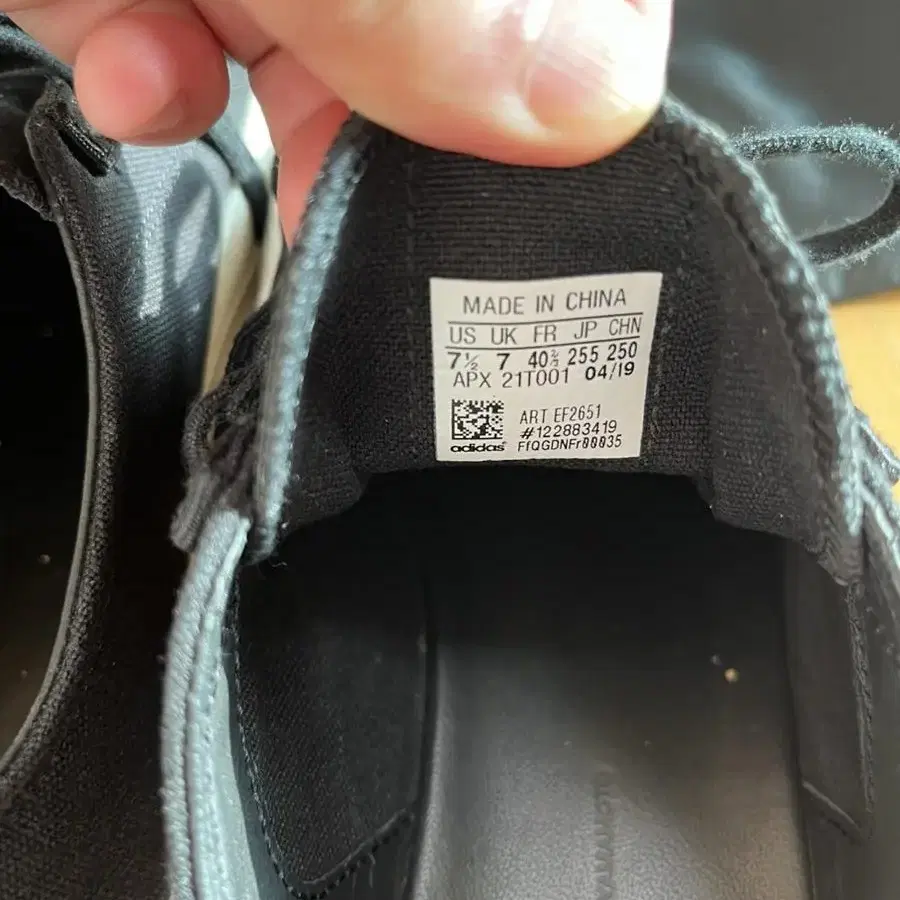 MADE IN CHINA
US UK FR JP CHN
7½ 7 40⅔ 255 250
APX 21T001 04/19
ART EF2651
#122883419
adidas® FfQGDNFr00035